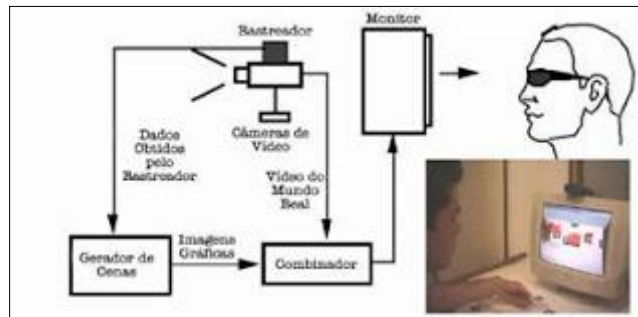 Monitor
Rastreador
Câmeras de
Vídeo
Dados
Obtidos
pelo
Rastreador
Vídeo do
Mundo
Real
Imagens
Gráficas
Gerador de
Cenas
Combinador